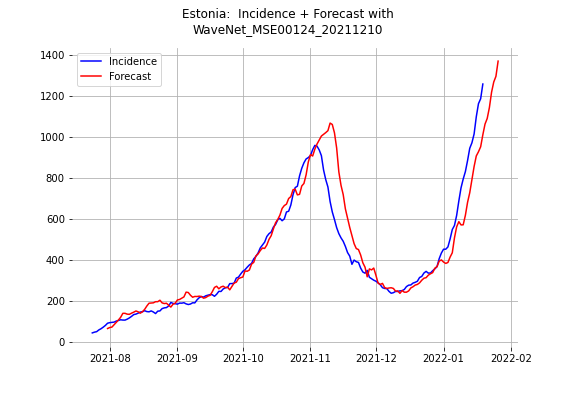 Estonia:  Incidence + Forecast with
WaveNet_MSE00124_20211210
Incidence
Forecast
1400
1200
1000
800
600
400
200
0
2021-08 2021-09 2021-10 2021-11 2021-12 2022-01 2022-02